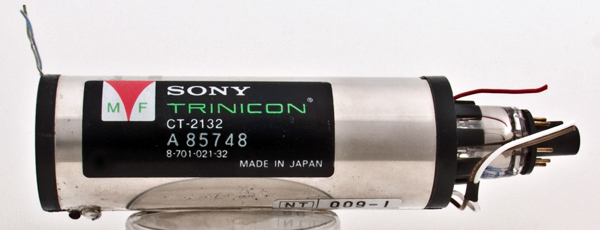 M F
SONY
TRINICON®
CT-2132
A 85748
8-701-021-32
MADE IN JAPAN
NT 009-1